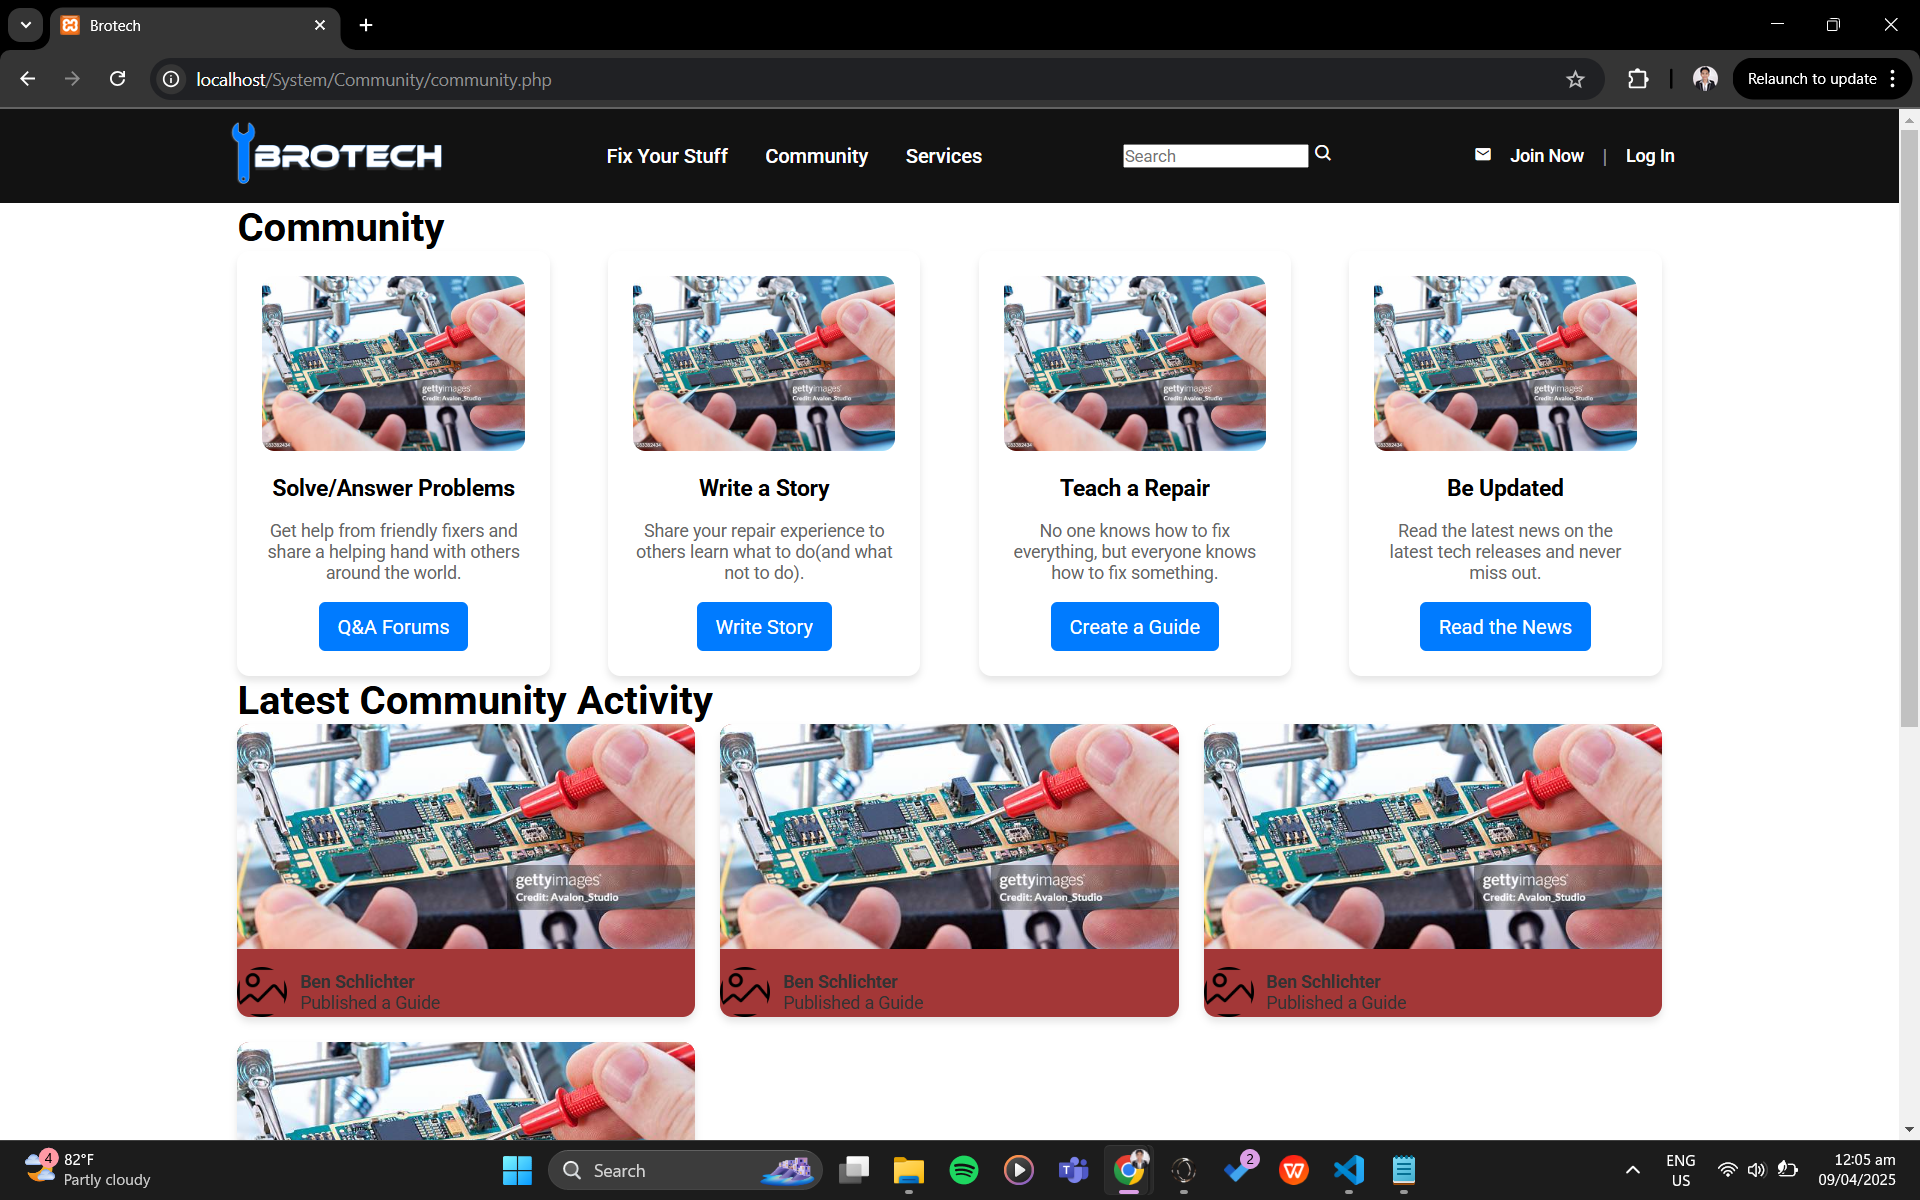 Brotech
localhost/System/Community/community.php
Relaunch to update
BROTECH
Fix Your Stuff
Community
Services
Search
Join Now
|
Log In
Community
gettyimages®
Credit: Avalon_Studio
gettyimages®
Credit: Avalon_Studio
gettyimages®
Credit: Avalon_Studio
gettyimages®
Credit: Avalon_Studio
Solve/Answer Problems
Get help from friendly fixers and
share a helping hand with others
around the world.
Q&A Forums
Write a Story
Share your repair experience to
others learn what to do(and what
not to do).
Write Story
Teach a Repair
No one knows how to fix
everything, but everyone knows
how to fix something.
Create a Guide
Be Updated
Read the latest news on the
latest tech releases and never
miss out.
Read the News
Latest Community Activity
gettyimages®
Credit: Avalon_Studio
gettyimages®
Credit: Avalon_Studio
gettyimages®
Credit: Avalon_Studio
Ben Schlichter
Published a Guide
Ben Schlichter
Published a Guide
Ben Schlichter
Published a Guide
4
82°F
Partly cloudy
Search
2
ENG
US
12:05 am
09/04/2025